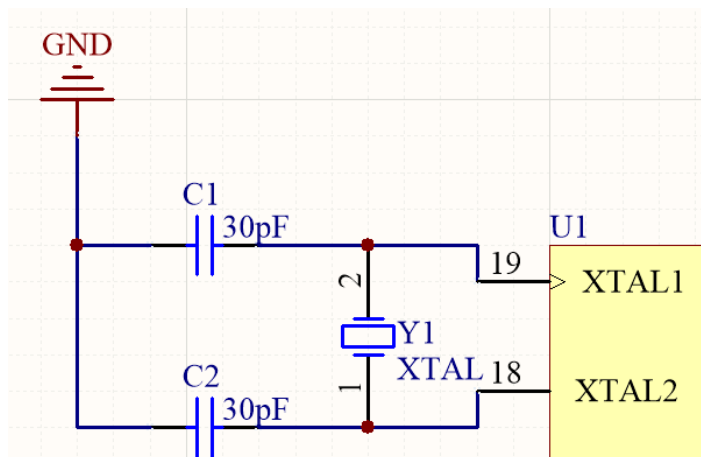 GND
C1
30pF
U1
19
XTAL1
2
Y1
XTAL
1
18
XTAL2
C2
30pF